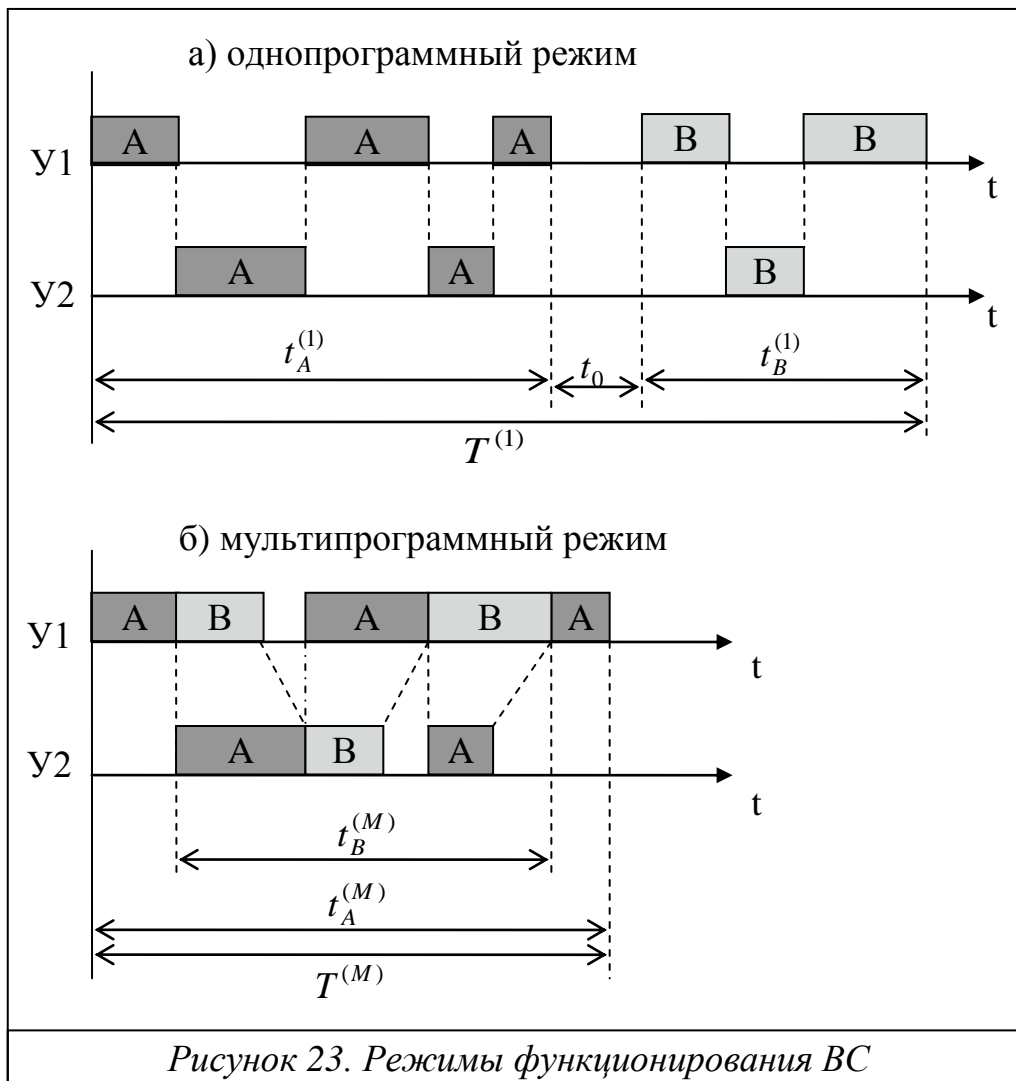 а) однопрограммный режим
У1 А А А В В
t
У2 А А В
t
t_A^{(1)} t_0 t_B^{(1)}
T^{(1)}
б) мультипрограммный режим
У1 А В А В А
t
У2 А В А
t
t_B^{(M)}
t_A^{(M)}
T^{(M)}
Рисунок 23. Режимы функционирования ВС